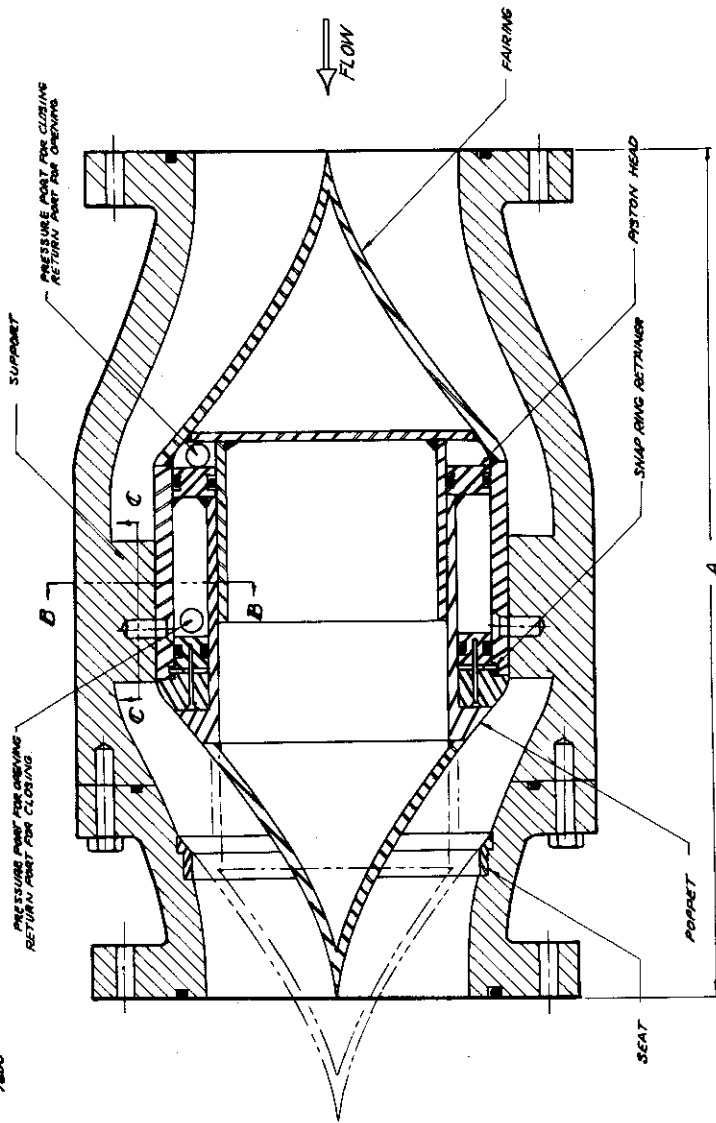 SUPPORT
PRESSURE PORT FOR CLOSING
RETURN PORT FOR OPENING
FLOW
FAIRING
PISTON HEAD
SNAP RING RETAINER
PRESSURE PORT FOR OPENING -
RETURN PORT FOR CLOSING.
B
B
C
C
A
POPPET
SEAT